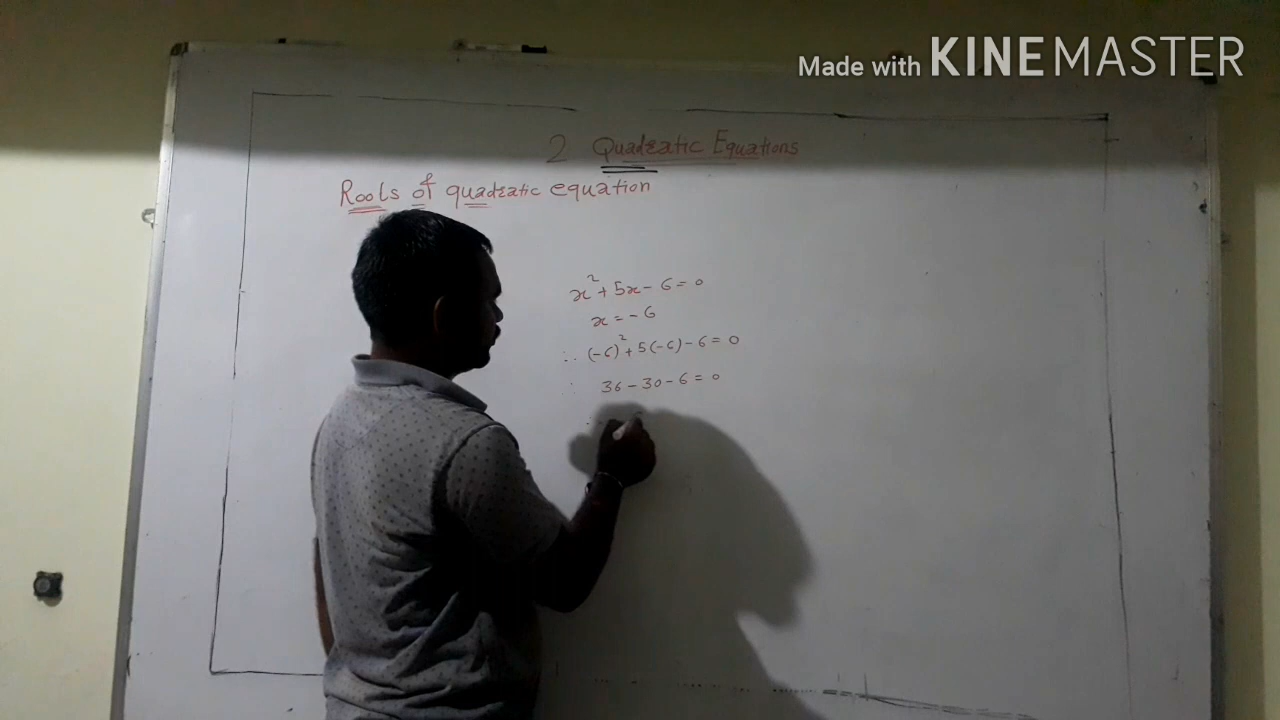 Made with KINEMASTER
2 Quadratic Equations
Roots of quadratic equation
x² + 5x - 6 = 0
x = - 6
∴ (-6)² + 5(-6) - 6 = 0
∴ 36 - 30 - 6 = 0